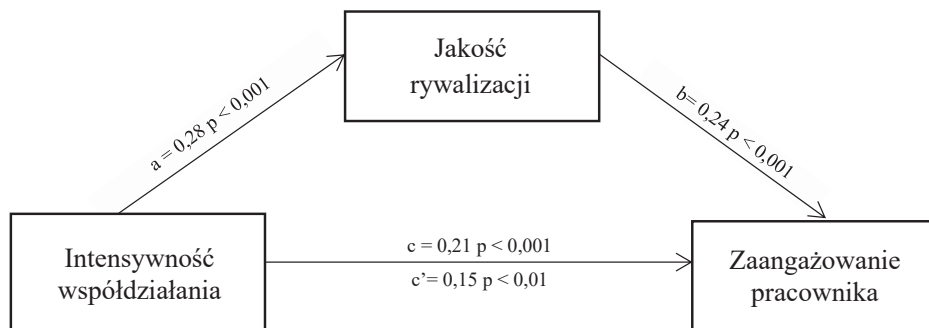 Jakość
rywalizacji
a = 0,28 p < 0,001
b= 0,24 p < 0,001
Intensywność
współdziałania
c = 0,21 p < 0,001
c’= 0,15 p < 0,01
Zaangażowanie
pracownika